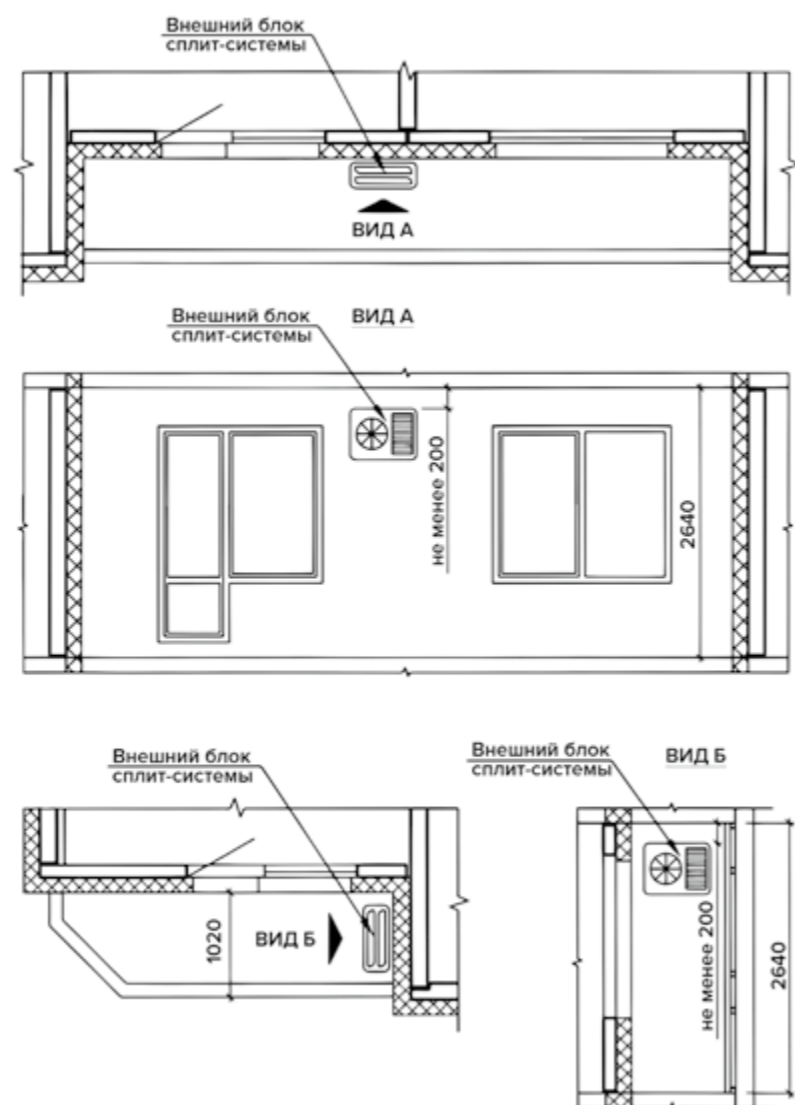 Внешний блок
сплит-системы
ВИД А
Внешний блок
сплит-системы
ВИД А
не менее 200
2640
Внешний блок
сплит-системы
ВИД Б
1020
Внешний блок
сплит-системы
ВИД Б
не менее 200
2640